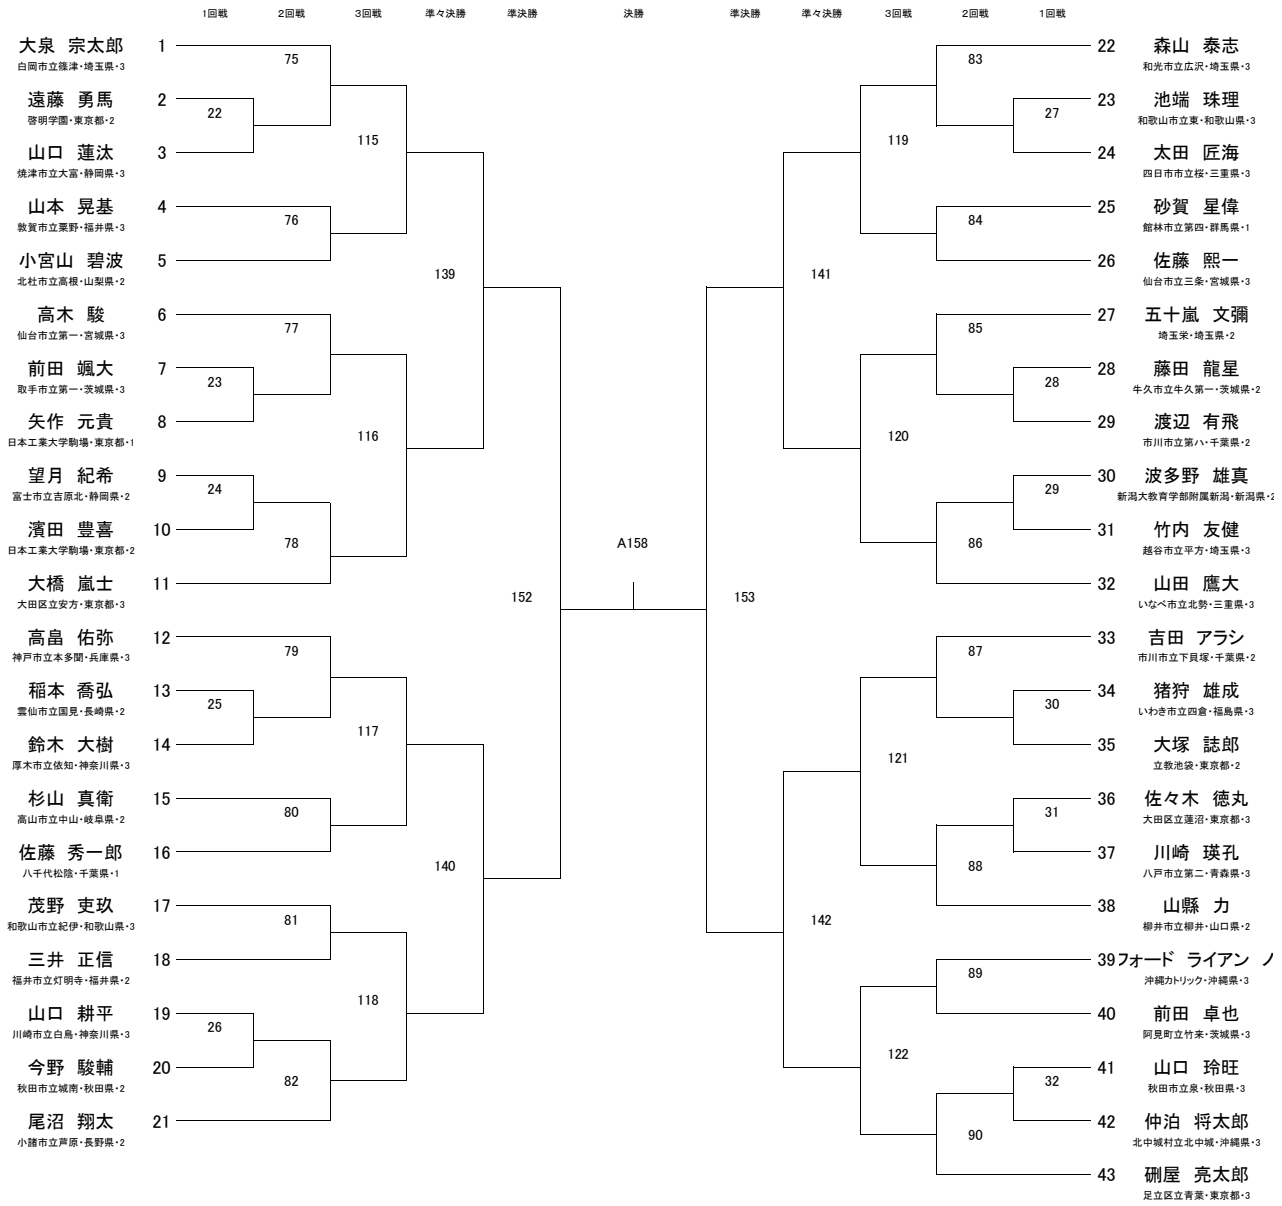 1回戦 2回戦 3回戦 準々決勝 準決勝 決勝 準決勝 準々決勝 3回戦 2回戦 1回戦
大泉 宗太郎 1
白岡市立篠津・埼玉県・3
75
遠藤 勇馬 2
啓明学園・東京都・2
22
山口 蓮汰 3
焼津市立大富・静岡県・3
115
山本 晃基 4
敦賀市立粟野・福井県・3
76
小宮山 碧波 5
北杜市立高根・山梨県・2
139
高木 駿 6
仙台市立第一・宮城県・3
77
前田 颯大 7
取手市立第一・茨城県・3
23
矢作 元貴 8
日本工業大学駒場・東京都・1
116
望月 紀希 9
富士市立吉原北・静岡県・2
24
濱田 豊喜 10
日本工業大学駒場・東京都・2
78
大橋 嵐士 11
大田区立安方・東京都・3
152
高畠 佑弥 12
神戸市立本多聞・兵庫県・3
79
稲本 喬弘 13
雲仙市立国見・長崎県・2
25
鈴木 大樹 14
厚木市立依知・神奈川県・3
117
杉山 真衛 15
高山市立中山・岐阜県・2
80
佐藤 秀一郎 16
八千代松陰・千葉県・1
140
茂野 吏玖 17
和歌山市立紀伊・和歌山県・3
81
三井 正信 18
福井市立灯明寺・福井県・2
118
山口 耕平 19
川崎市立白鳥・神奈川県・3
26
今野 駿輔 20
秋田市立城南・秋田県・2
82
尾沼 翔太 21
小諸市立芦原・長野県・2
A158
22 森山 泰志
和光市立広沢・埼玉県・3
83
23 池端 珠理
和歌山市立東・和歌山県・3
27
24 太田 匠海
四日市市立桜・三重県・3
119
25 砂賀 星偉
館林市立第四・群馬県・1
84
26 佐藤 熙一
仙台市立三条・宮城県・3
141
27 五十嵐 文彌
埼玉栄・埼玉県・2
85
28 藤田 龍星
牛久市立牛久第一・茨城県・2
28
29 渡辺 有飛
市川市立第八・千葉県・2
120
30 波多野 雄真
新潟大教育学部附属新潟・新潟県・2
29
31 竹内 友健
越谷市立平方・埼玉県・3
86
32 山田 鷹大
いなべ市立北勢・三重県・3
153
33 吉田 アラシ
市川市立下貝塚・千葉県・2
87
34 猪狩 雄成
いわき市立四倉・福島県・3
30
35 大塚 誌郎
立教池袋・東京都・2
121
36 佐々木 徳丸
大田区立蓮沼・東京都・3
31
37 川崎 瑛孔
八戸市立第二・青森県・3
88
38 山縣 力
柳井市立柳井・山口県・2
142
39 フォード ライアン ノ
沖縄カトリック・沖縄県・3
89
40 前田 卓也
阿見町立竹来・茨城県・3
122
41 山口 玲旺
秋田市立泉・秋田県・3
32
42 仲泊 将太郎
北中城村立北中城・沖縄県・3
90
43 硎屋 亮太郎
足立区立青葉・東京都・3